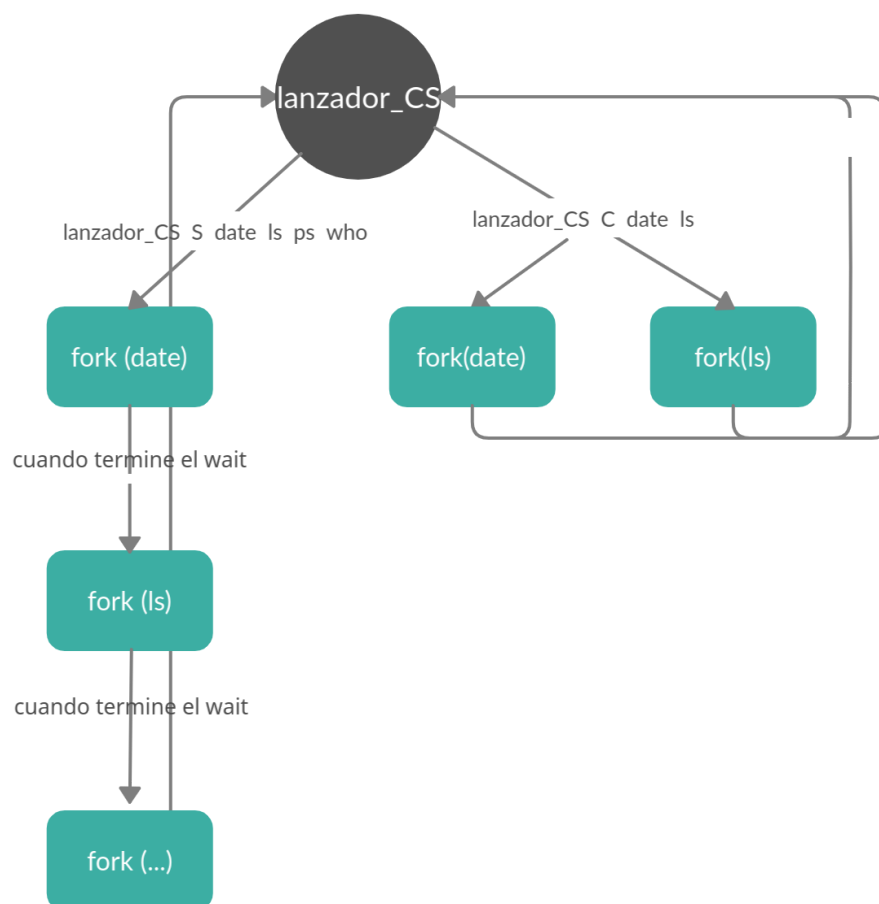 lanzador_CS
lanzador_CS S date ls ps who
lanzador_CS C date ls
fork (date)
fork(date)
fork(ls)
cuando termine el wait
fork (ls)
cuando termine el wait
fork (...)